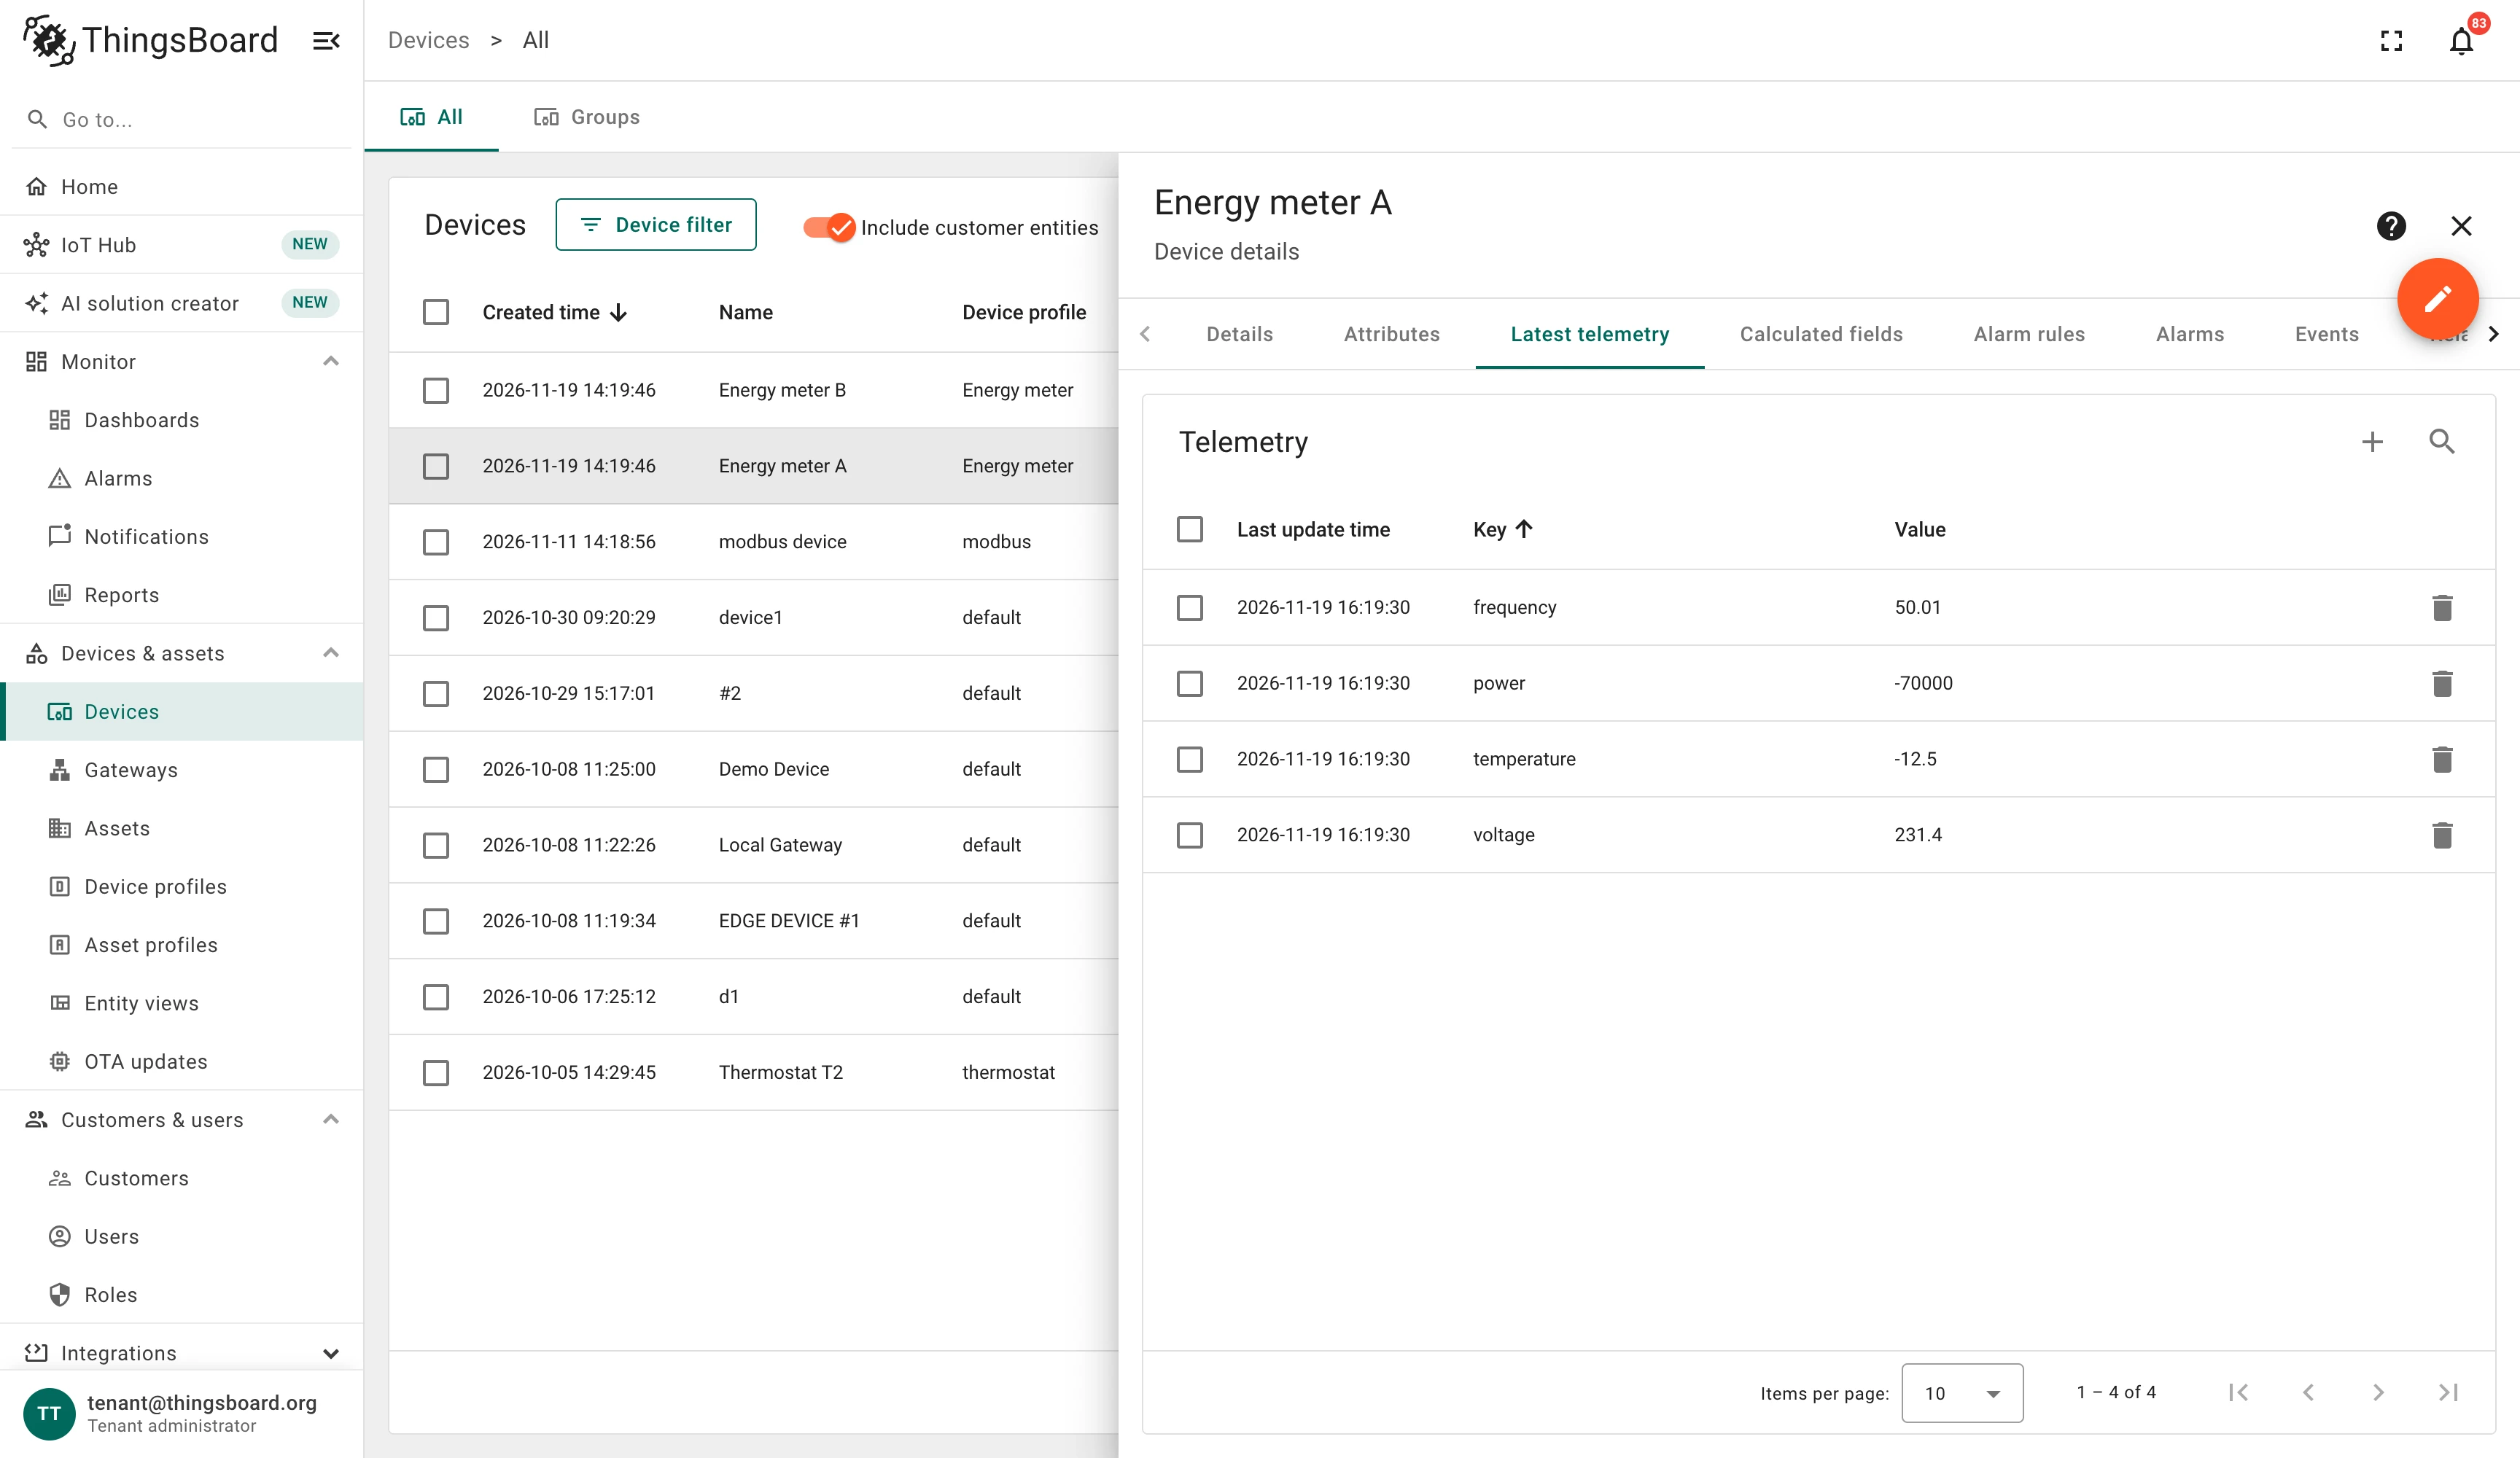 ThingsBoard
Devices > All
83
Go to...
All
Groups
Home
IoT Hub NEW
AI solution creator NEW
Monitor
Dashboards
Alarms
Notifications
Reports
Devices & assets
Devices
Gateways
Assets
Device profiles
Asset profiles
Entity views
OTA updates
Customers & users
Customers
Users
Roles
Integrations
TT
tenant@thingsboard.org
Tenant administrator
Devices
Device filter
Include customer entities
Created time Name Device profile
2026-11-19 14:19:46 Energy meter B Energy meter
2026-11-19 14:19:46 Energy meter A Energy meter
2026-11-11 14:18:56 modbus device modbus
2026-10-30 09:20:29 device1 default
2026-10-29 15:17:01 #2 default
2026-10-08 11:25:00 Demo Device default
2026-10-08 11:22:26 Local Gateway default
2026-10-08 11:19:34 EDGE DEVICE #1 default
2026-10-06 17:25:12 d1 default
2026-10-05 14:29:45 Thermostat T2 thermostat
Energy meter A
Device details
Details Attributes Latest telemetry Calculated fields Alarm rules Alarms Events
Telemetry
Last update time Key Value
2026-11-19 16:19:30 frequency 50.01
2026-11-19 16:19:30 power -70000
2026-11-19 16:19:30 temperature -12.5
2026-11-19 16:19:30 voltage 231.4
Items per page: 10 1 – 4 of 4